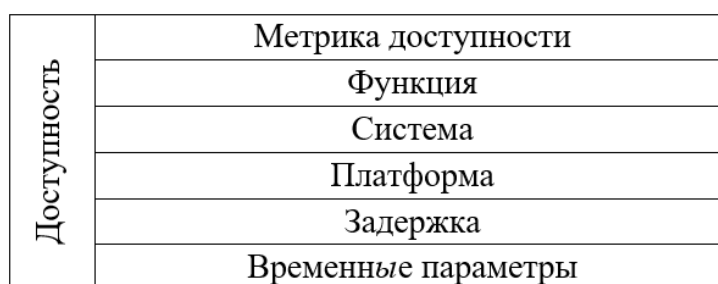 Доступность
Метрика доступности
Функция
Система
Платформа
Задержка
Временные параметры